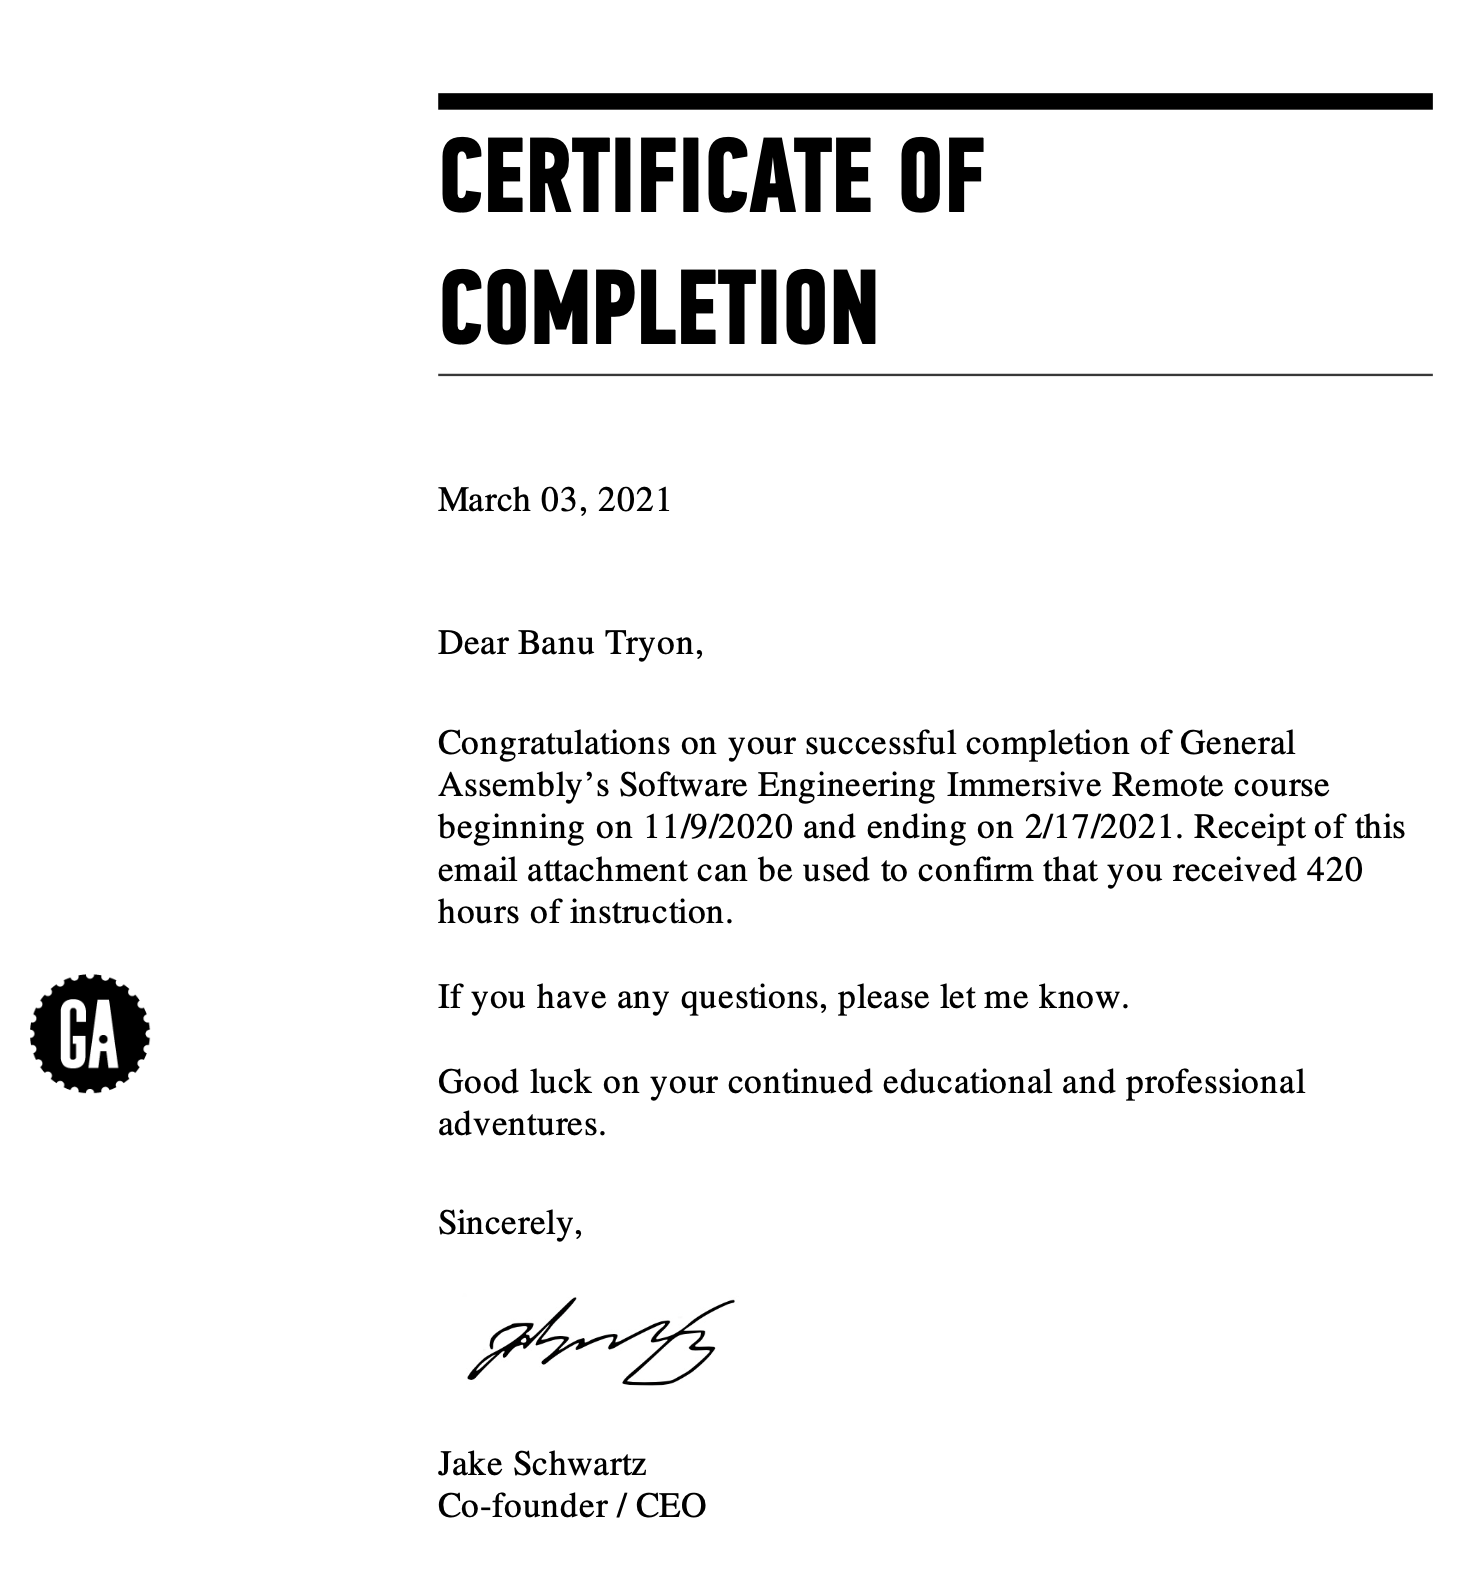 CERTIFICATE OF
COMPLETION
March 03, 2021
Dear Banu Tryon,
Congratulations on your successful completion of General
Assembly’s Software Engineering Immersive Remote course
beginning on 11/9/2020 and ending on 2/17/2021. Receipt of this
email attachment can be used to confirm that you received 420
hours of instruction.
GA
If you have any questions, please let me know.
Good luck on your continued educational and professional
adventures.
Sincerely,
Jake Schwartz
Co-founder / CEO